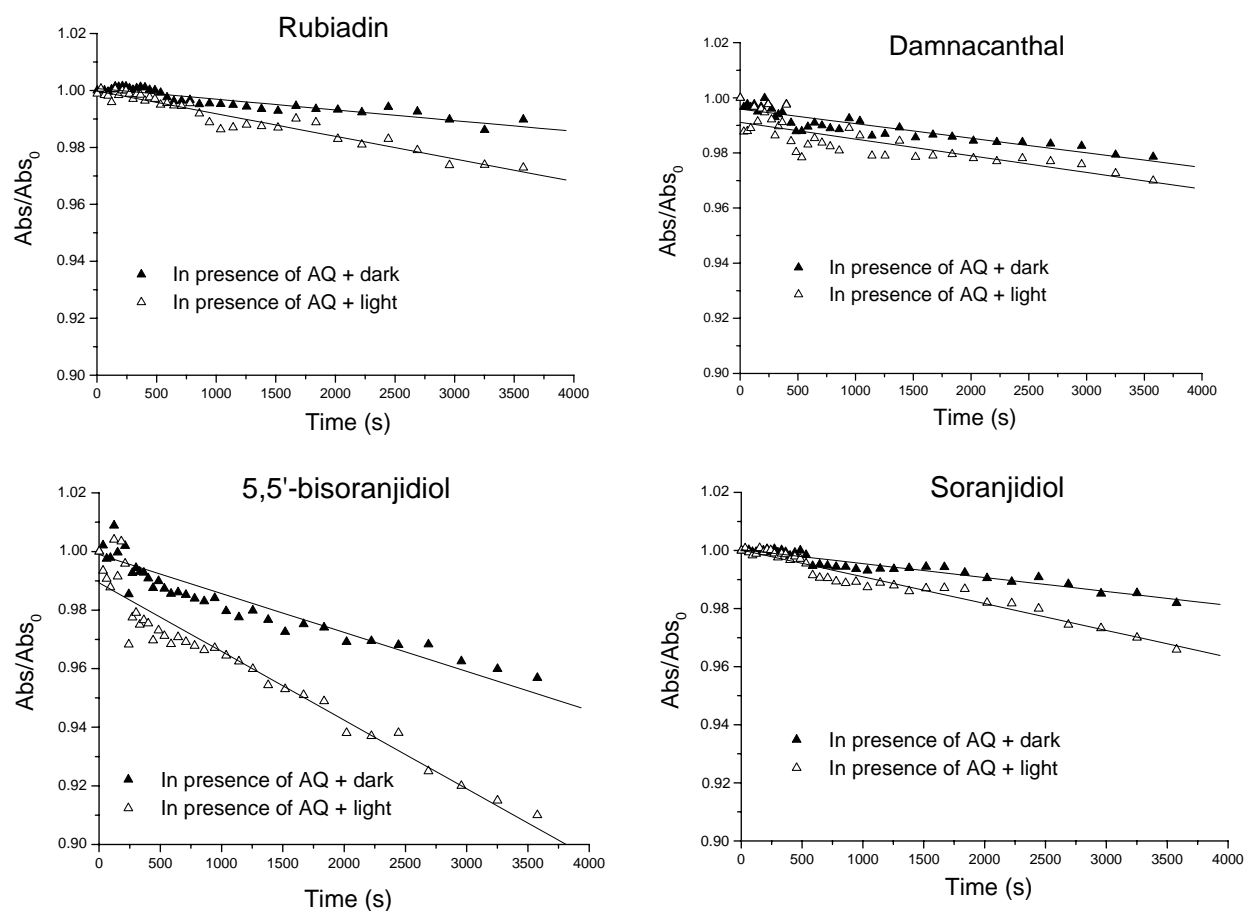 Rubiadin
1.02
1.00
0.98
0.96
0.94
0.92
0.90
Abs/Abs₀
In presence of AQ + dark
In presence of AQ + light
0 500 1000 1500 2000 2500 3000 3500 4000
Time (s)
Damnacanthal
1.02
1.00
0.98
0.96
0.94
0.92
0.90
Abs/Abs₀
In presence of AQ + dark
In presence of AQ + light
0 500 1000 1500 2000 2500 3000 3500 4000
Time (s)
5,5'-bisoranjidiol
1.02
1.00
0.98
0.96
0.94
0.92
0.90
Abs/Abs₀
In presence of AQ + dark
In presence of AQ + light
0 500 1000 1500 2000 2500 3000 3500 4000
Time (s)
Soranjidiol
1.02
1.00
0.98
0.96
0.94
0.92
0.90
Abs/Abs₀
In presence of AQ + dark
In presence of AQ + light
0 500 1000 1500 2000 2500 3000 3500 4000
Time (s)